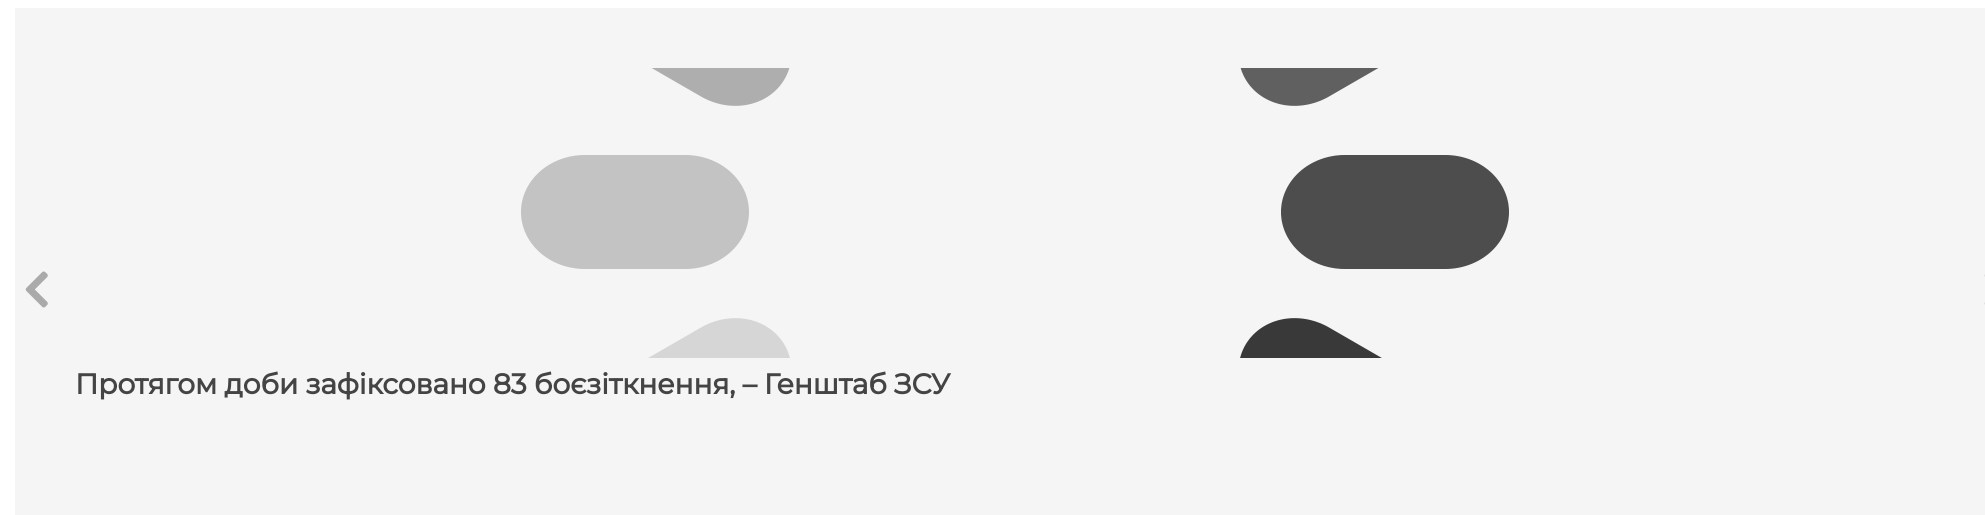 Протягом доби зафіксовано 83 боєзіткнення, – Генштаб ЗСУ